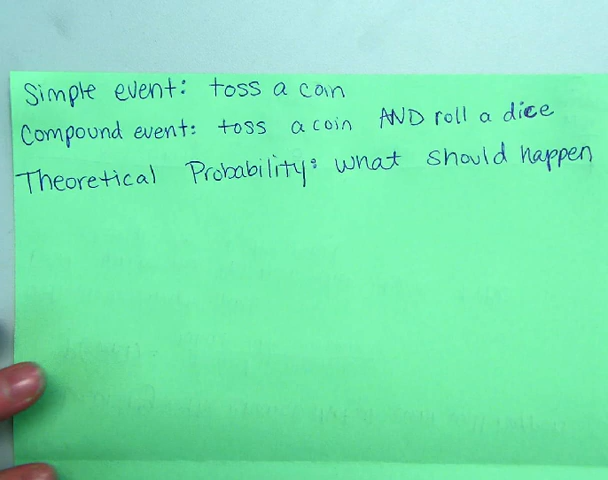 Simple event: toss a coin
Compound event: toss a coin AND roll a dice
Theoretical Probability: what should happen